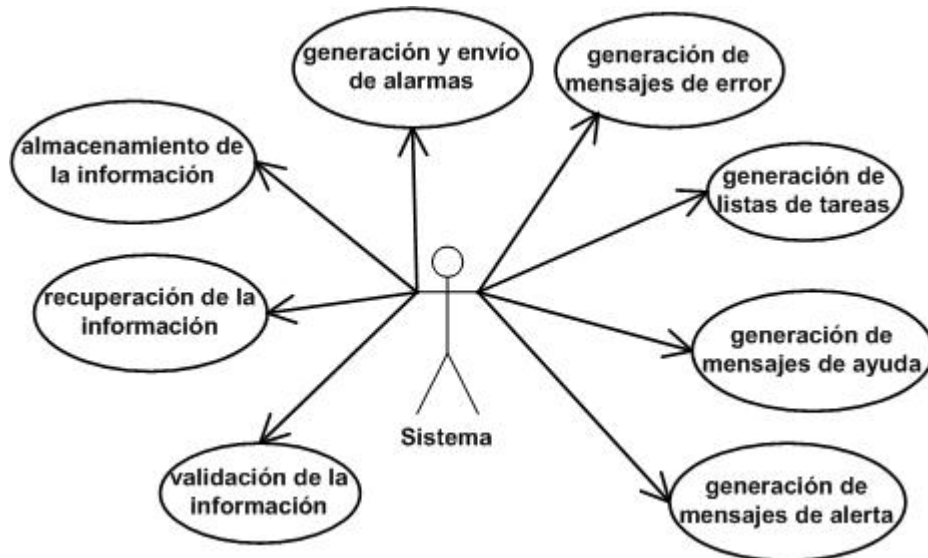 generación y envío
de alarmas
generación de
mensajes de error
almacenamiento de
la información
generación de
listas de tareas
recuperación de la
información
generación de
mensajes de ayuda
Sistema
validación de la
información
generación de
mensajes de alerta